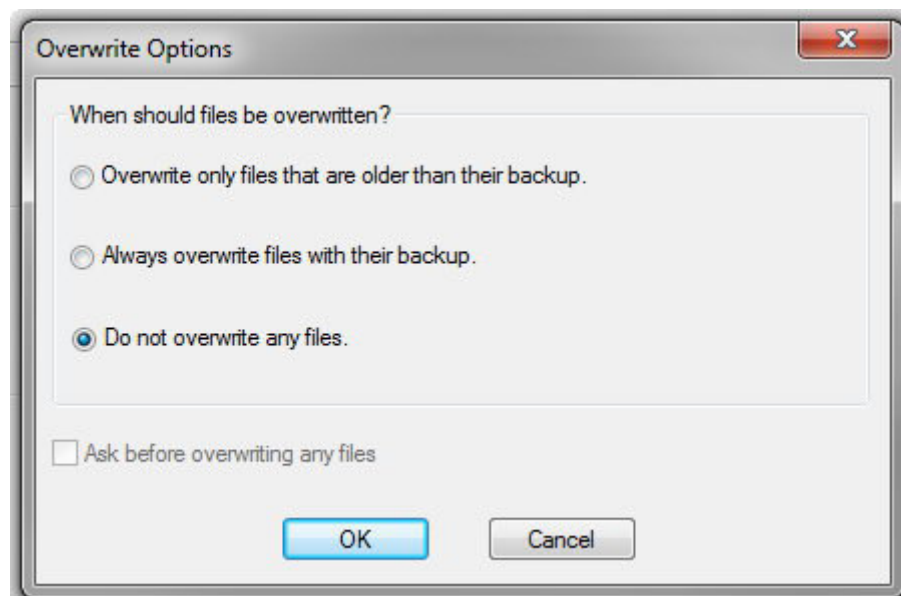 Overwrite Options
When should files be overwritten?
Overwrite only files that are older than their backup.
Always overwrite files with their backup.
Do not overwrite any files.
Ask before overwriting any files
OK Cancel